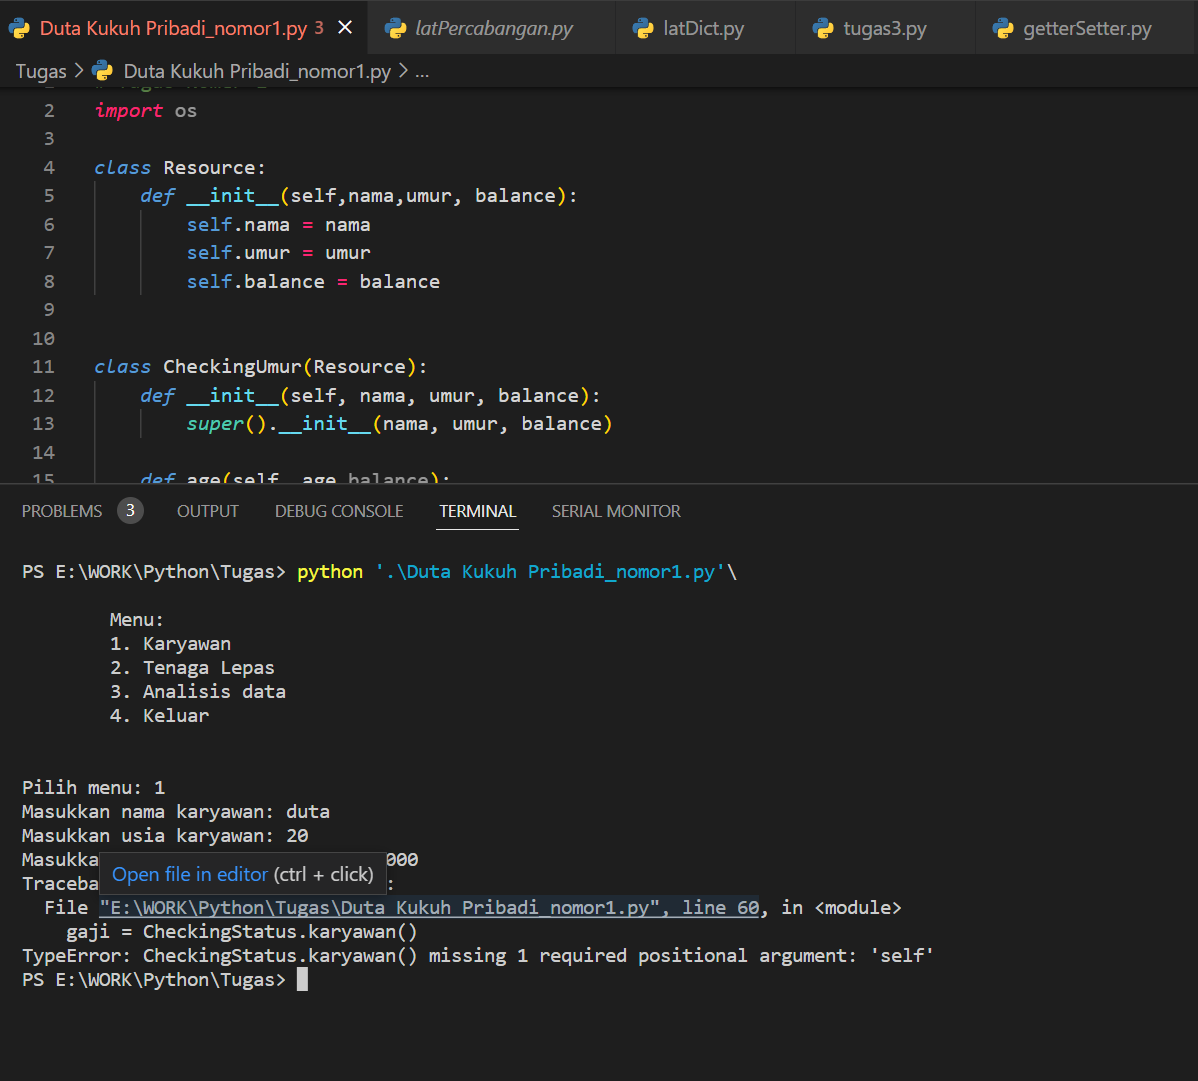 Duta Kukuh Pribadi_nomor1.py 3 latPercabangan.py latDict.py tugas3.py getterSetter.py
Tugas > Duta Kukuh Pribadi_nomor1.py > ...
2 import os
3
4 class Resource:
5 def __init__(self,nama,umur, balance):
6 self.nama = nama
7 self.umur = umur
8 self.balance = balance
9
10
11 class CheckingUmur(Resource):
12 def __init__(self, nama, umur, balance):
13 super().__init__(nama, umur, balance)
14
15 def age(self, age balance):
PROBLEMS 3 OUTPUT DEBUG CONSOLE TERMINAL SERIAL MONITOR
PS E:\WORK\Python\Tugas> python '.\Duta Kukuh Pribadi_nomor1.py'\
Menu:
1. Karyawan
2. Tenaga Lepas
3. Analisis data
4. Keluar
Pilih menu: 1
Masukkan nama karyawan: duta
Masukkan usia karyawan: 20
Masukka 000
Open file in editor (ctrl + click)
Traceba :
File "E:\WORK\Python\Tugas\Duta Kukuh Pribadi_nomor1.py", line 60, in <module>
gaji = CheckingStatus.karyawan()
TypeError: CheckingStatus.karyawan() missing 1 required positional argument: 'self'
PS E:\WORK\Python\Tugas>